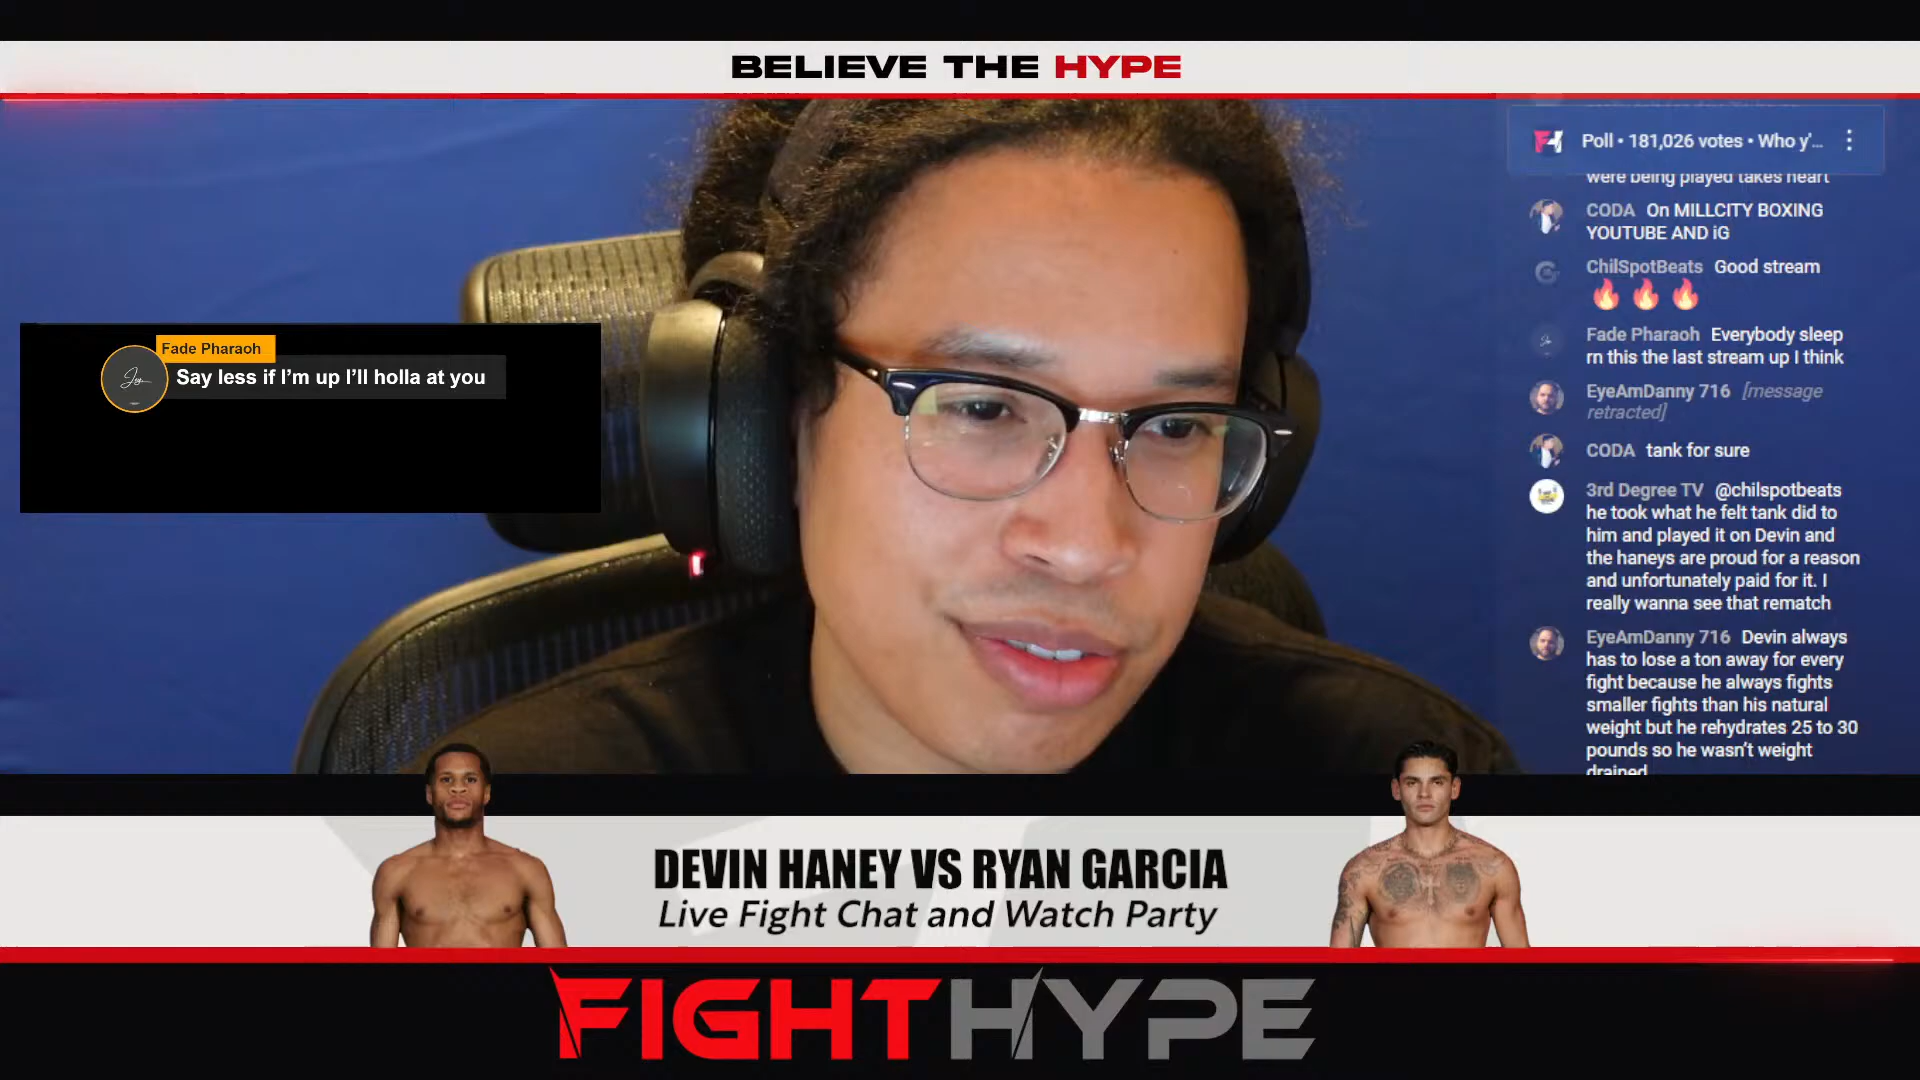 BELIEVE THE HYPE
Poll • 181,026 votes • Who y'...
were being played takes heart
CODA On MILLCITY BOXING
YOUTUBE AND iG
ChilSpotBeats Good stream
Fade Pharaoh Everybody sleep
rn this the last stream up I think
EyeAmDanny 716 [message
retracted]
CODA tank for sure
3rd Degree TV @chilspotbeats
he took what he felt tank did to
him and played it on Devin and
the haneys are proud for a reason
and unfortunately paid for it. I
really wanna see that rematch
EyeAmDanny 716 Devin always
has to lose a ton away for every
fight because he always fights
smaller fights than his natural
weight but he rehydrates 25 to 30
pounds so he wasn't weight
drained
Fade Pharaoh
Say less if I'm up I'll holla at you
DEVIN HANEY VS RYAN GARCIA
Live Fight Chat and Watch Party
FIGHTHYPE